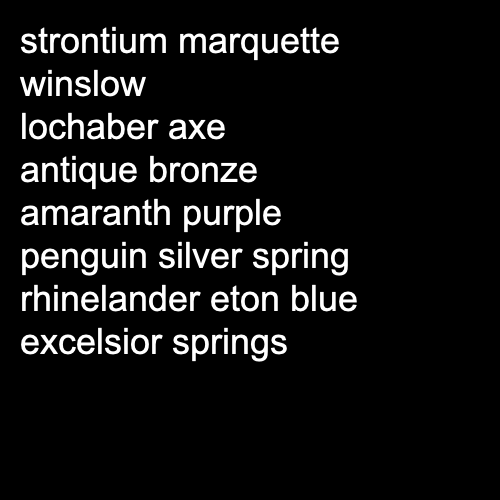 strontium marquette
winslow
lochaber axe
antique bronze
amaranth purple
penguin silver spring
rhinelander eton blue
excelsior springs